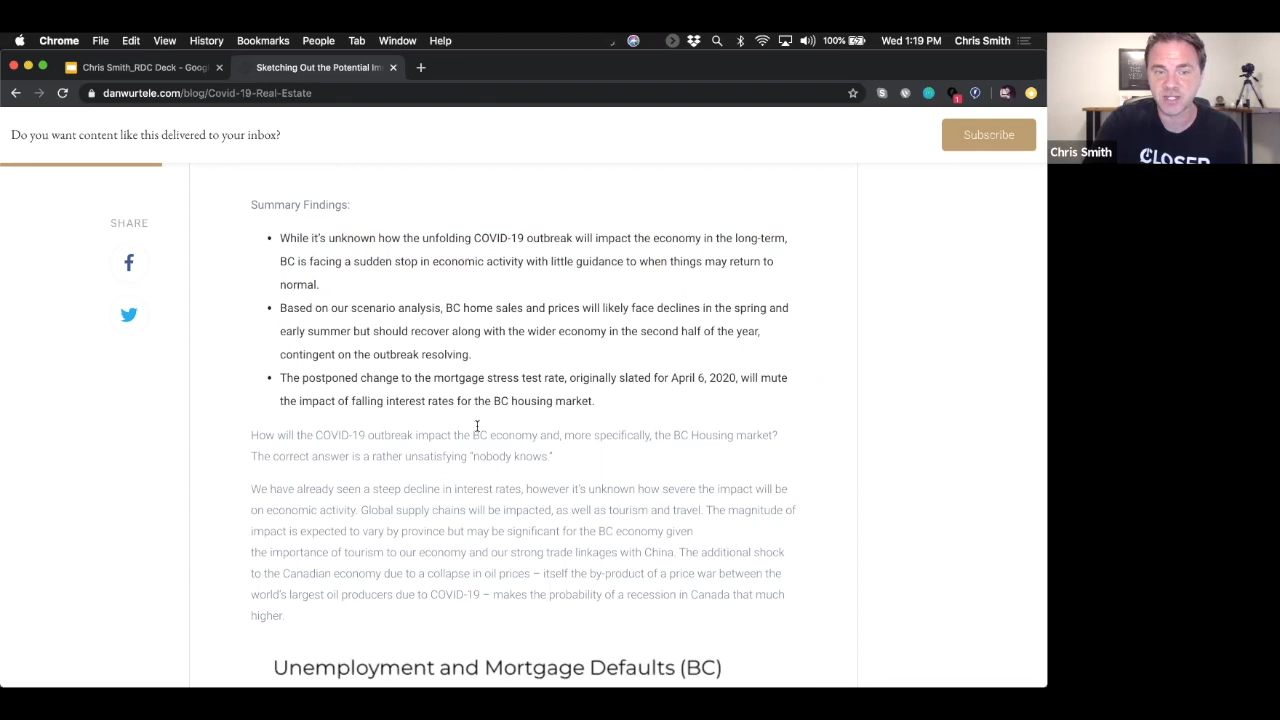 Chrome File Edit View History Bookmarks People Tab Window Help 100% Wed 1:19 PM Chris Smith
Chris Smith_RDC Deck - Googl
Sketching Out the Potential Im
danwurtele.com/blog/Covid-19-Real-Estate
1
Do you want content like this delivered to your inbox?
Subscribe
Chris Smith
CLOSER
SHARE
Summary Findings:
While it's unknown how the unfolding COVID-19 outbreak will impact the economy in the long-term,
BC is facing a sudden stop in economic activity with little guidance to when things may return to
normal.
Based on our scenario analysis, BC home sales and prices will likely face declines in the spring and
early summer but should recover along with the wider economy in the second half of the year,
contingent on the outbreak resolving.
The postponed change to the mortgage stress test rate, originally slated for April 6, 2020, will mute
the impact of falling interest rates for the BC housing market.
How will the COVID-19 outbreak impact the BC economy and, more specifically, the BC Housing market?
The correct answer is a rather unsatisfying “nobody knows.”
We have already seen a steep decline in interest rates, however it's unknown how severe the impact will be
on economic activity. Global supply chains will be impacted, as well as tourism and travel. The magnitude of
impact is expected to vary by province but may be significant for the BC economy given
the importance of tourism to our economy and our strong trade linkages with China. The additional shock
to the Canadian economy due to a collapse in oil prices – itself the by-product of a price war between the
world's largest oil producers due to COVID-19 – makes the probability of a recession in Canada that much
higher.
Unemployment and Mortgage Defaults (BC)